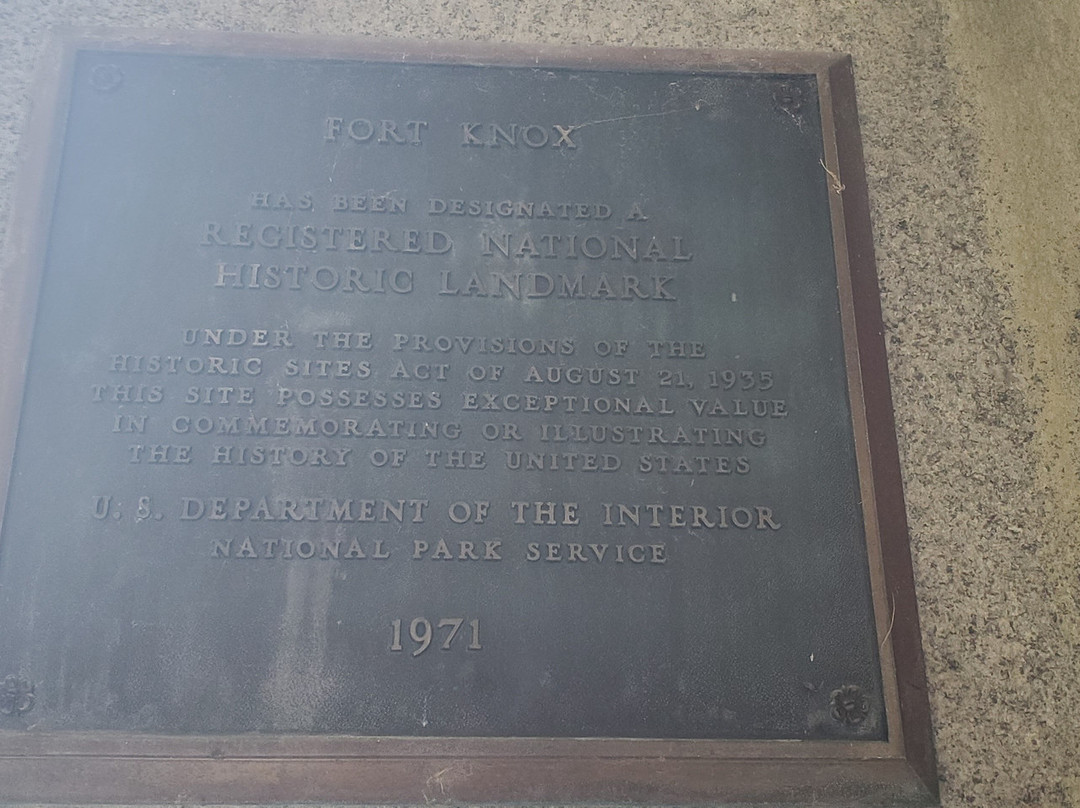 FORT KNOX
HAS BEEN DESIGNATED A
REGISTERED NATIONAL
HISTORIC LANDMARK
UNDER THE PROVISIONS OF THE
HISTORIC SITES ACT OF AUGUST 21, 1935
THIS SITE POSSESSES EXCEPTIONAL VALUE
IN COMMEMORATING OR ILLUSTRATING
THE HISTORY OF THE UNITED STATES
U. S. DEPARTMENT OF THE INTERIOR
NATIONAL PARK SERVICE
1971